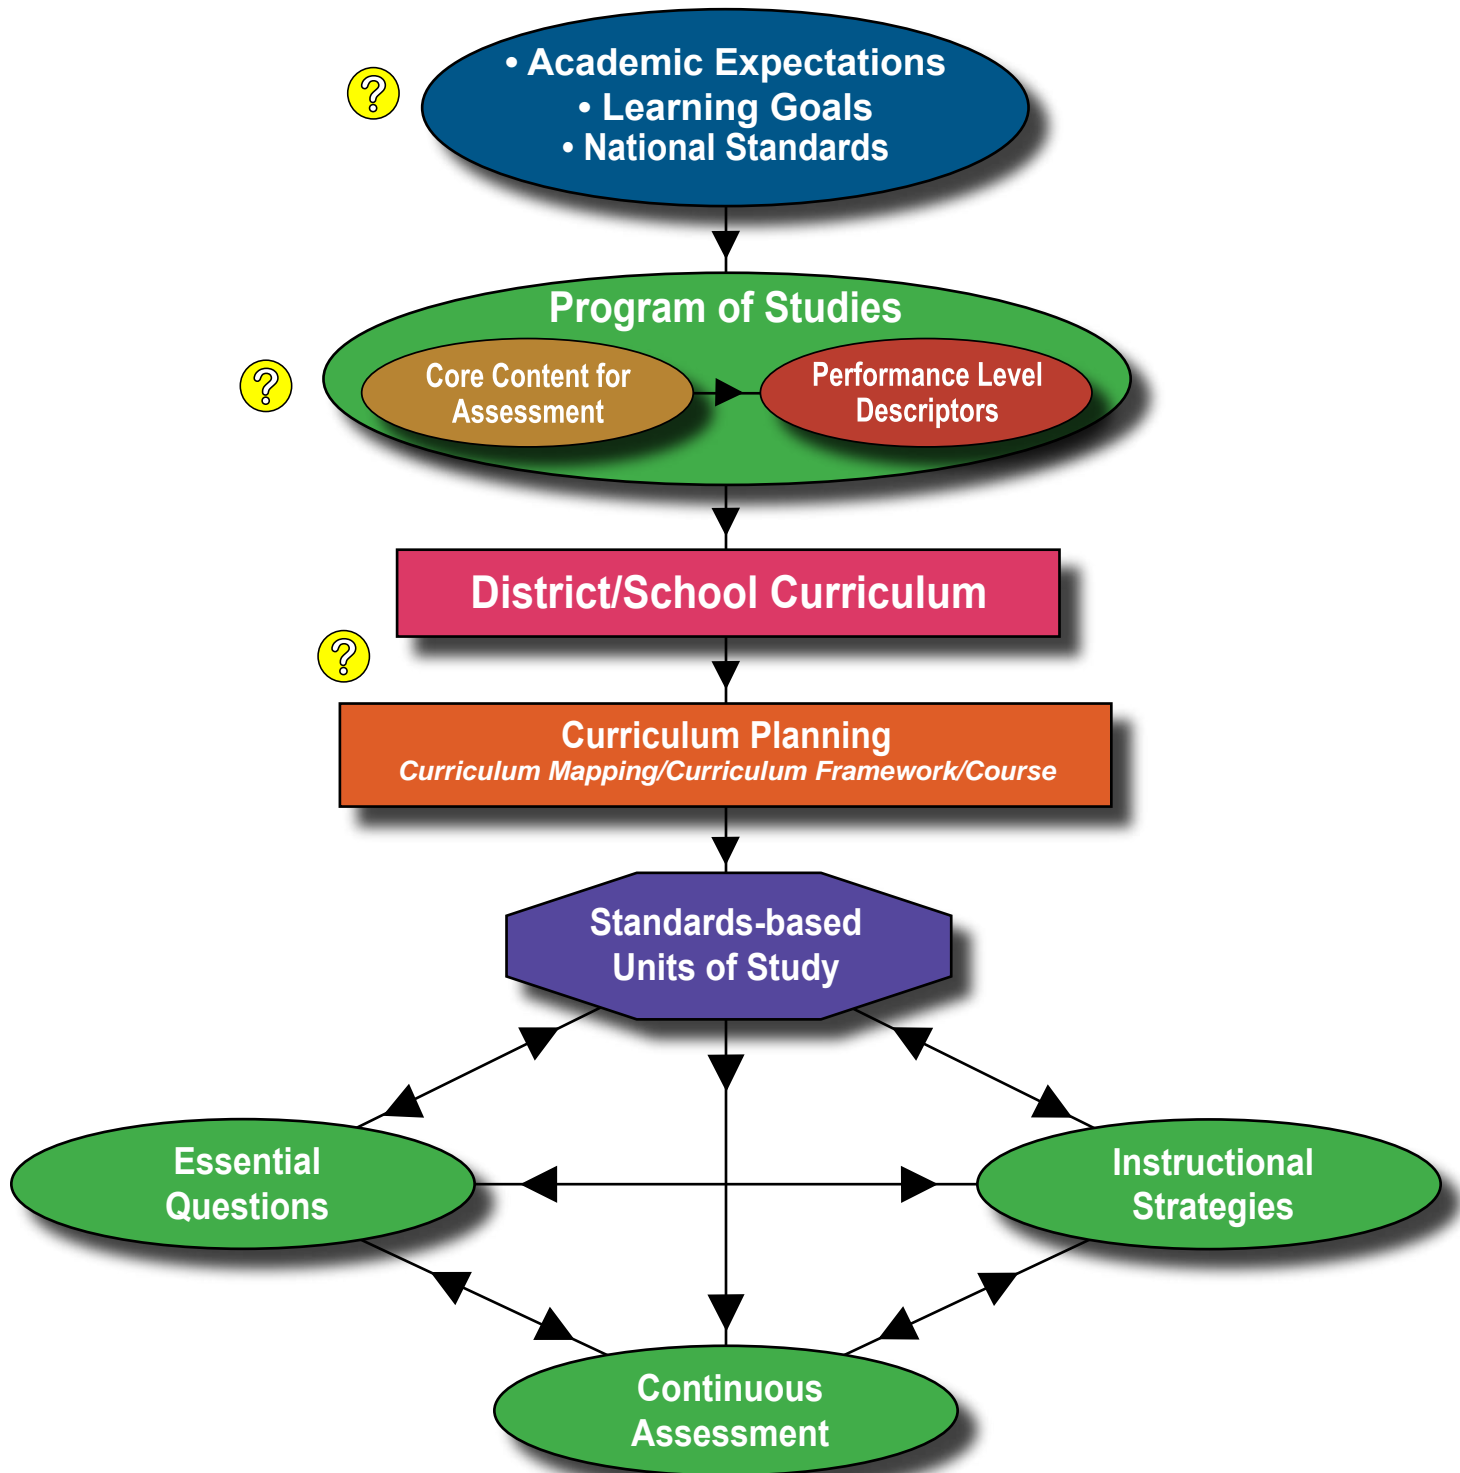 ?
• Academic Expectations
• Learning Goals
• National Standards
Program of Studies
?
Core Content for
Assessment
Performance Level
Descriptors
District/School Curriculum
?
Curriculum Planning
Curriculum Mapping/Curriculum Framework/Course
Standards-based
Units of Study
Essential
Questions
Instructional
Strategies
Continuous
Assessment